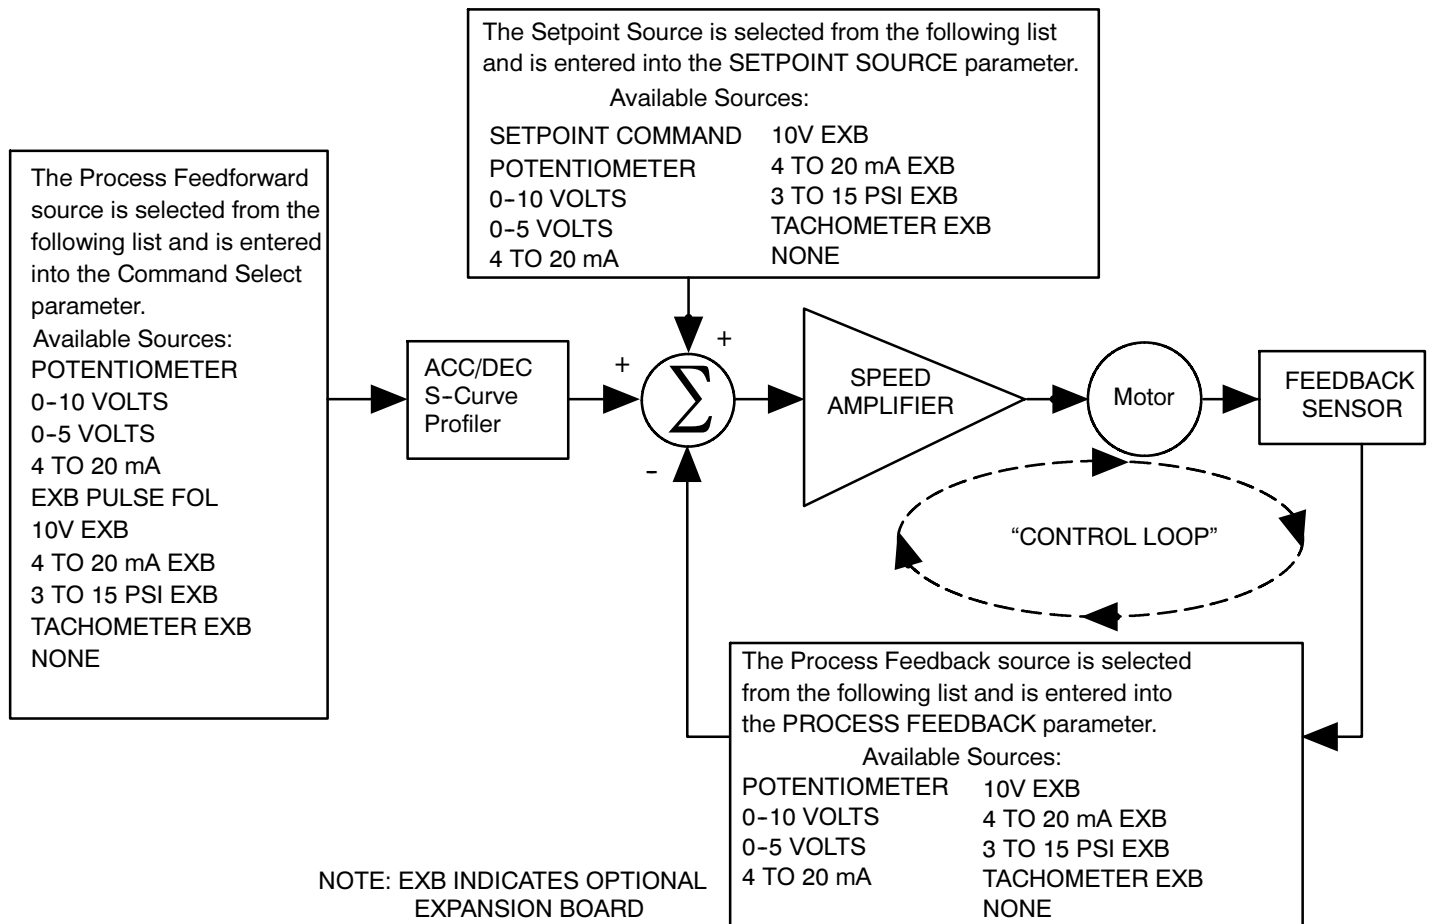 The Setpoint Source is selected from the following list
and is entered into the SETPOINT SOURCE parameter.
Available Sources:
SETPOINT COMMAND
POTENTIOMETER
0-10 VOLTS
0-5 VOLTS
4 TO 20 mA
10V EXB
4 TO 20 mA EXB
3 TO 15 PSI EXB
TACHOMETER EXB
NONE
The Process Feedforward
source is selected from the
following list and is entered
into the Command Select
parameter.
Available Sources:
POTENTIOMETER
0-10 VOLTS
0-5 VOLTS
4 TO 20 mA
EXB PULSE FOL
10V EXB
4 TO 20 mA EXB
3 TO 15 PSI EXB
TACHOMETER EXB
NONE
ACC/DEC
S-Curve
Profiler
+
+
-
Σ
SPEED
AMPLIFIER
Motor
FEEDBACK
SENSOR
“CONTROL LOOP”
The Process Feedback source is selected
from the following list and is entered into
the PROCESS FEEDBACK parameter.
Available Sources:
POTENTIOMETER
0-10 VOLTS
0-5 VOLTS
4 TO 20 mA
10V EXB
4 TO 20 mA EXB
3 TO 15 PSI EXB
TACHOMETER EXB
NONE
NOTE: EXB INDICATES OPTIONAL
EXPANSION BOARD